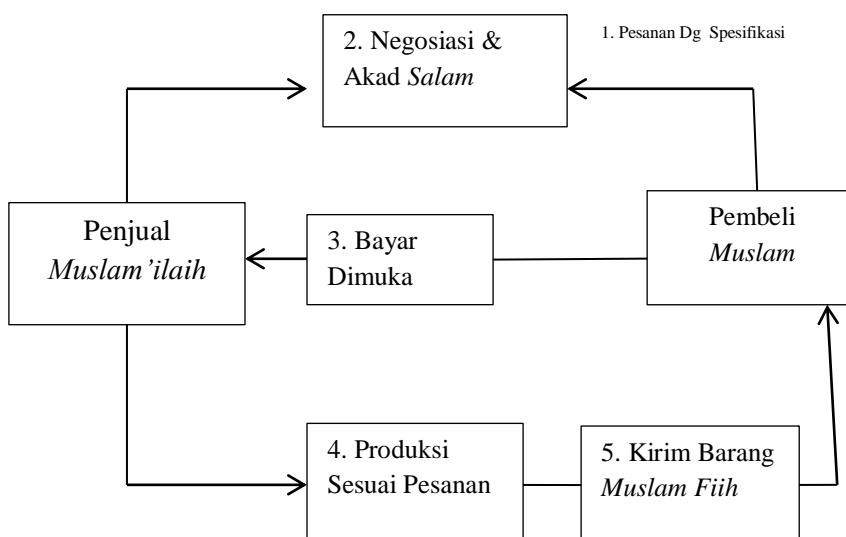 2. Negosiasi &
Akad Salam
1. Pesanan Dg Spesifikasi
Penjual
Muslam’ilaih
3. Bayar
Dimuka
Pembeli
Muslam
4. Produksi
Sesuai Pesanan
5. Kirim Barang
Muslam Fiih